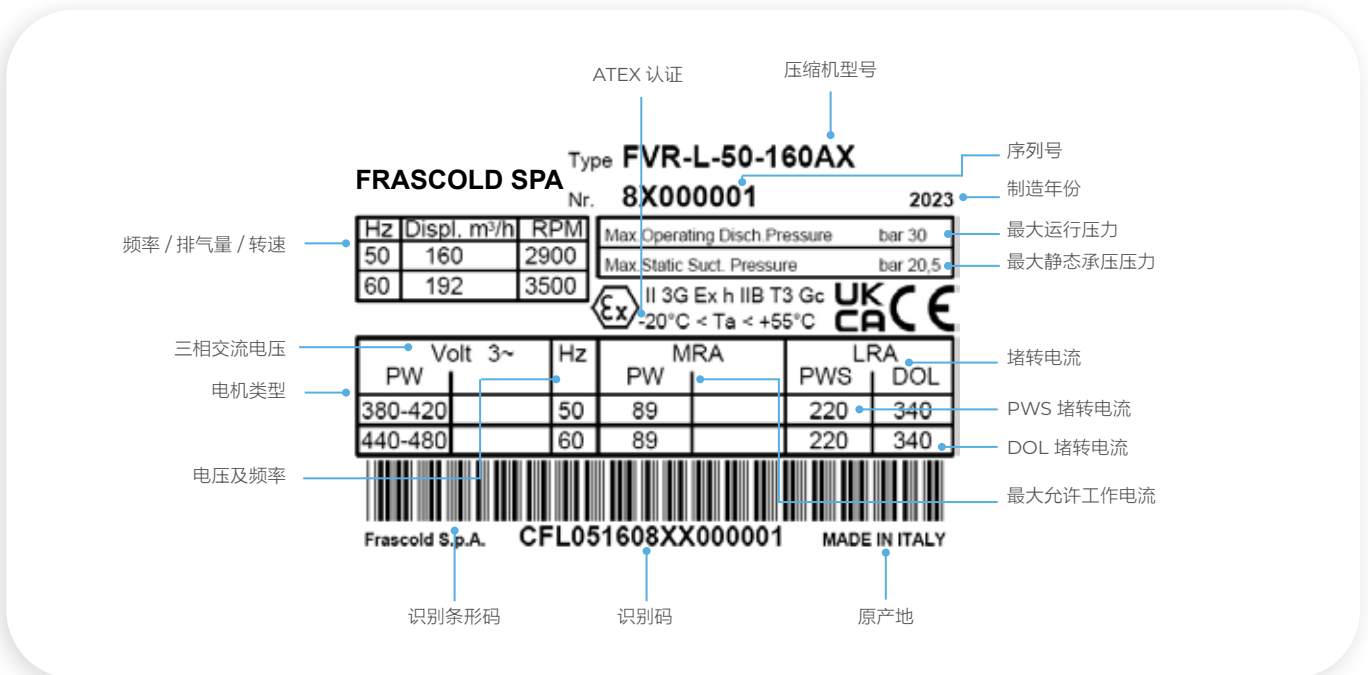 ATEX 认证
压缩机型号
Type FVR-L-50-160AX
序列号
FRASCOLD SPA
Nr. 8X000001 2023
制造年份
频率 / 排气量 / 转速
Hz Displ. m³/h RPM
50 160 2900
60 192 3500
Max.Operating Disch.Pressure bar 30
最大运行压力
Max.Static Suct. Pressure bar 20,5
最大静态承压压力
Ex II 3G Ex h IIB T3 Gc UK CA CE
-20°C < Ta < +55°C
三相交流电压
电机类型
Volt 3~ Hz MRA LRA
PW PW PWS DOL
380-420 50 89 220 340
440-480 60 89 220 340
堵转电流
PWS 堵转电流
DOL 堵转电流
电压及频率
最大允许工作电流
Frascold S.p.A. CFL051608XX000001 MADE IN ITALY
识别条形码
识别码
原产地